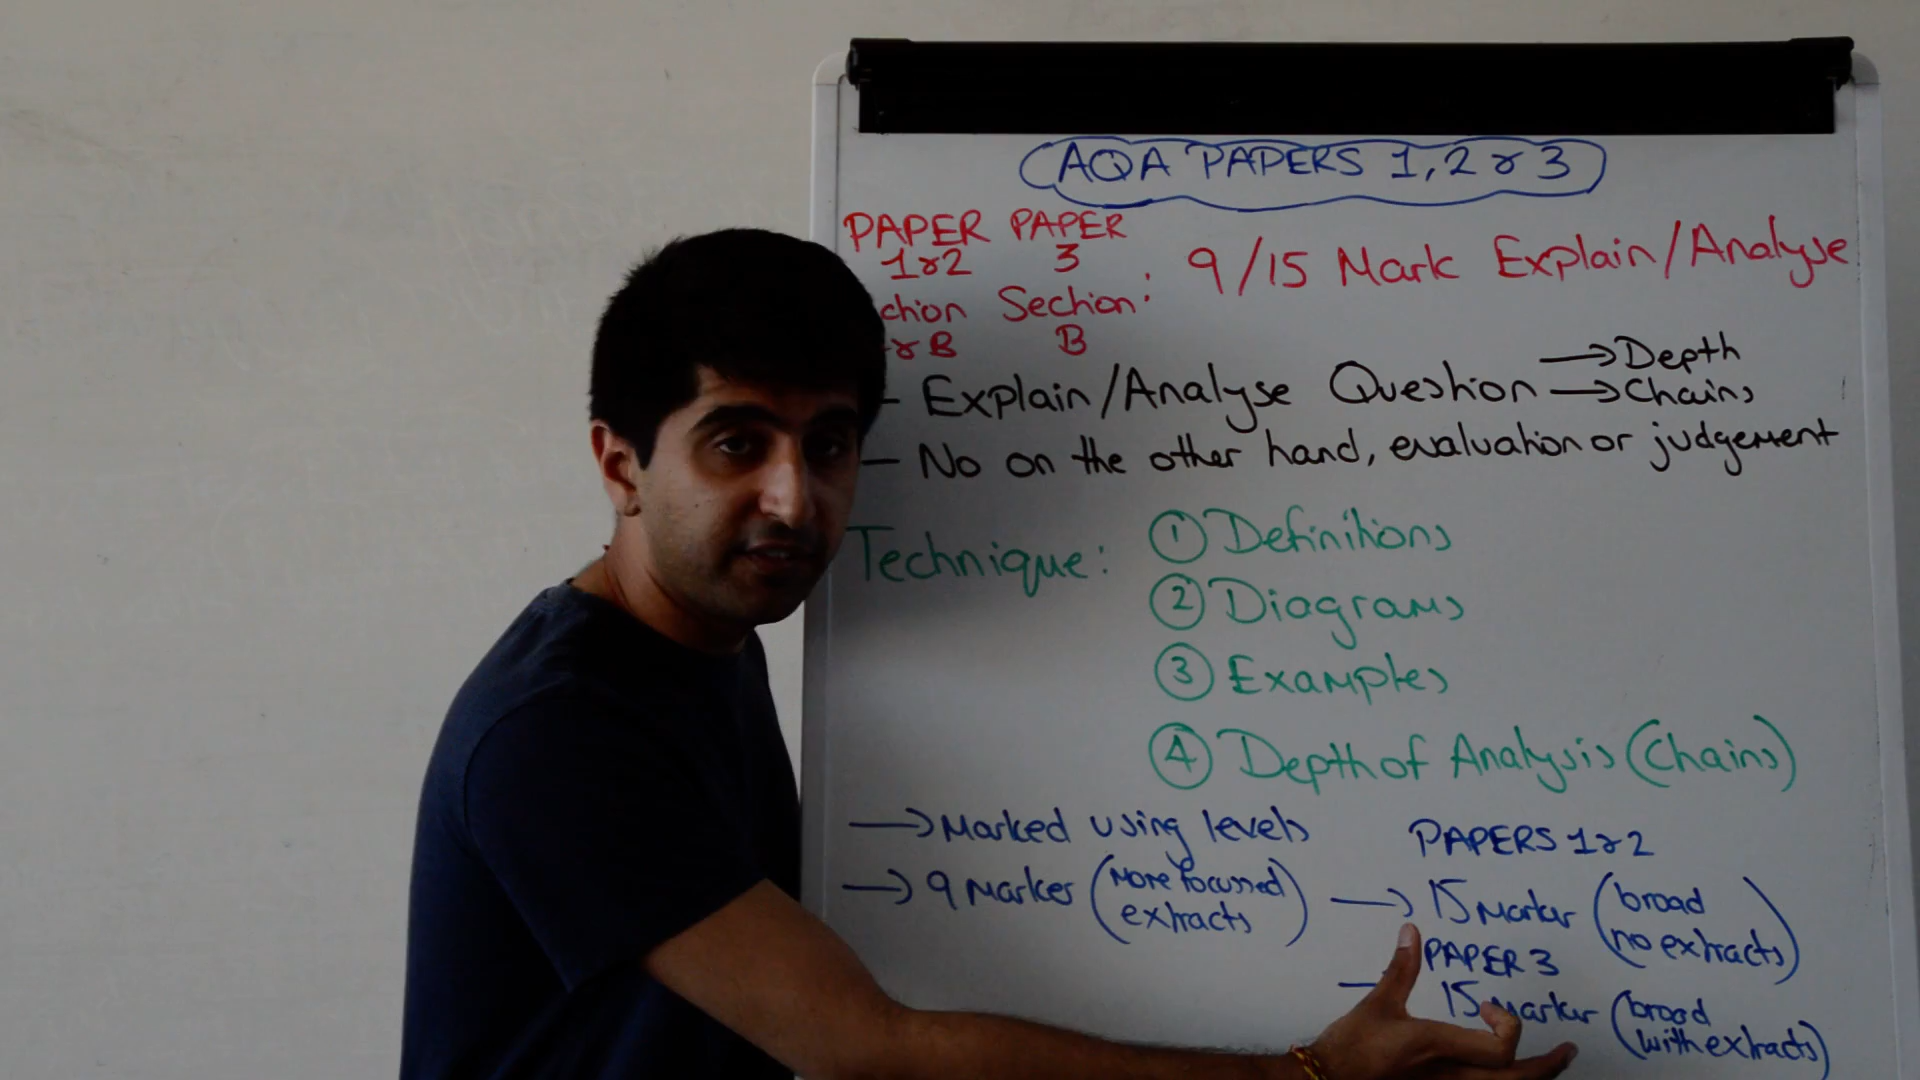 AQA PAPERS 1, 2 & 3
PAPER PAPER
1&2 3
ction Section : 9/15 Mark Explain/Analyse
& B B
- Explain/Analyse Question → Depth
→ Chains
- No on the other hand, evaluation or judgement
Technique: ① Definitions
② Diagrams
③ Examples
④ Depth of Analysis (Chains)
→ Marked using levels
→ 9 Marker (More focussed extracts)
PAPERS 1&2
→ 15 Marker (broad no extracts)
PAPER 3
15 Marker (broad with extracts)